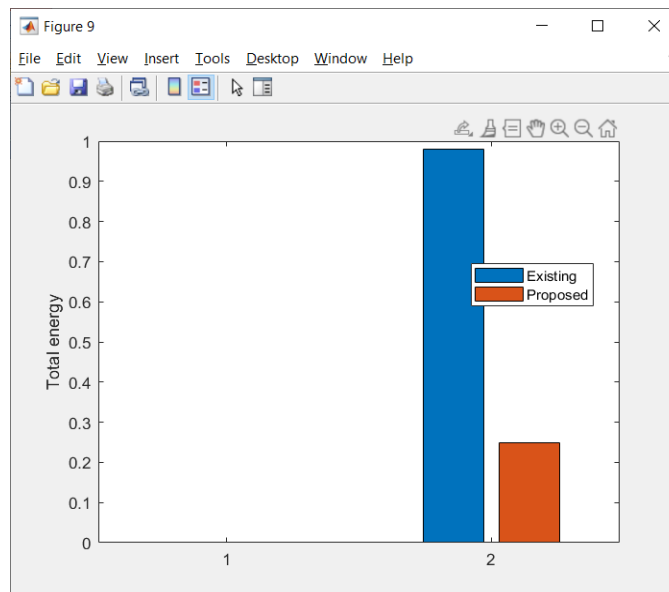 Figure 9
File Edit View Insert Tools Desktop Window Help
1
0.9
0.8
0.7
0.6
0.5
0.4
0.3
0.2
0.1
0
Total energy
Existing
Proposed
1 2